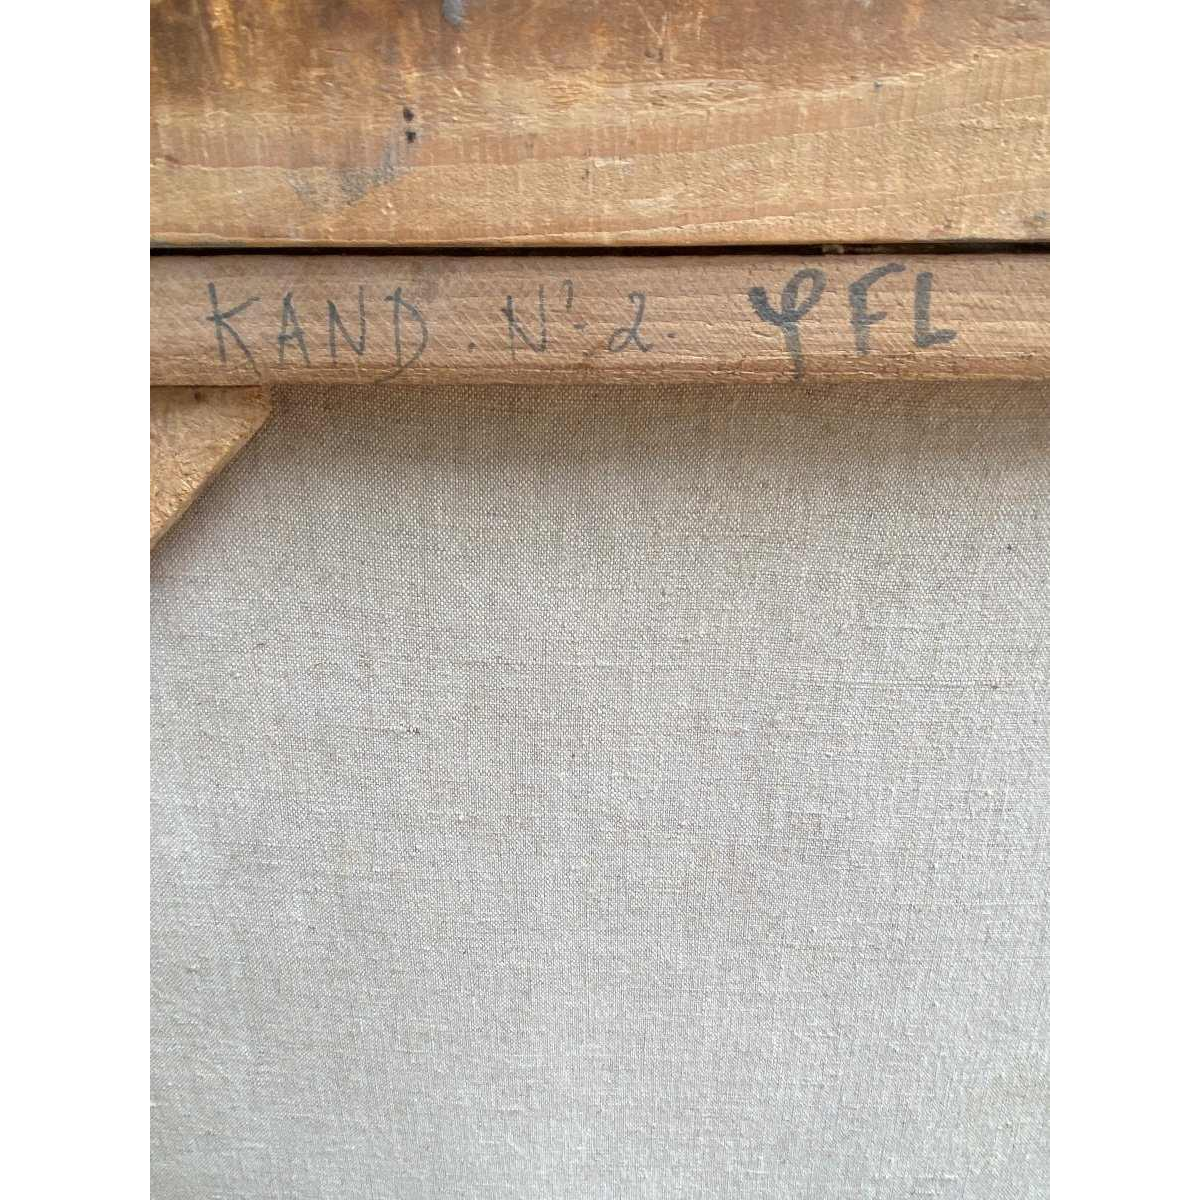 KAND. N°. 2. φFL